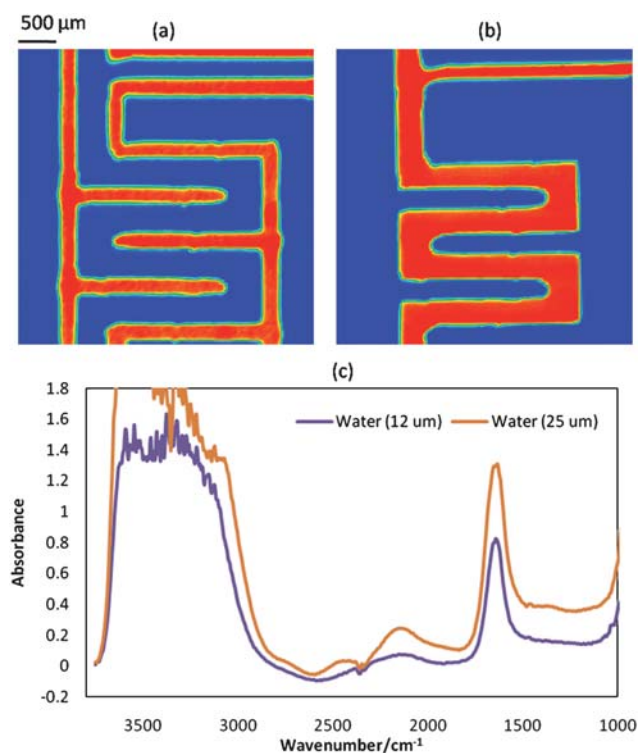 500 µm
(a)
(b)
(c)
1.8
1.6
1.4
1.2
1
0.8
0.6
0.4
0.2
0
-0.2
Absorbance
Water (12 um)
Water (25 um)
3500
3000
2500
2000
1500
1000
Wavenumber/cm⁻¹